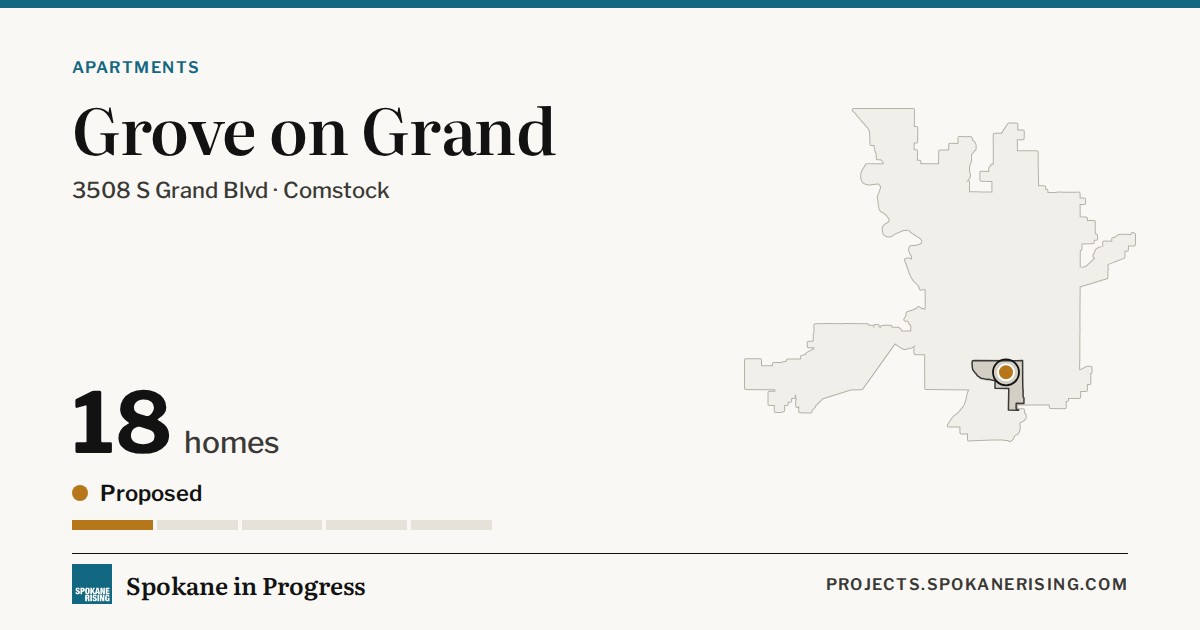 APARTMENTS
Grove on Grand
3508 S Grand Blvd · Comstock
18 homes
Proposed
SPOKANE
RISING
Spokane in Progress
PROJECTS.SPOKANERISING.COM